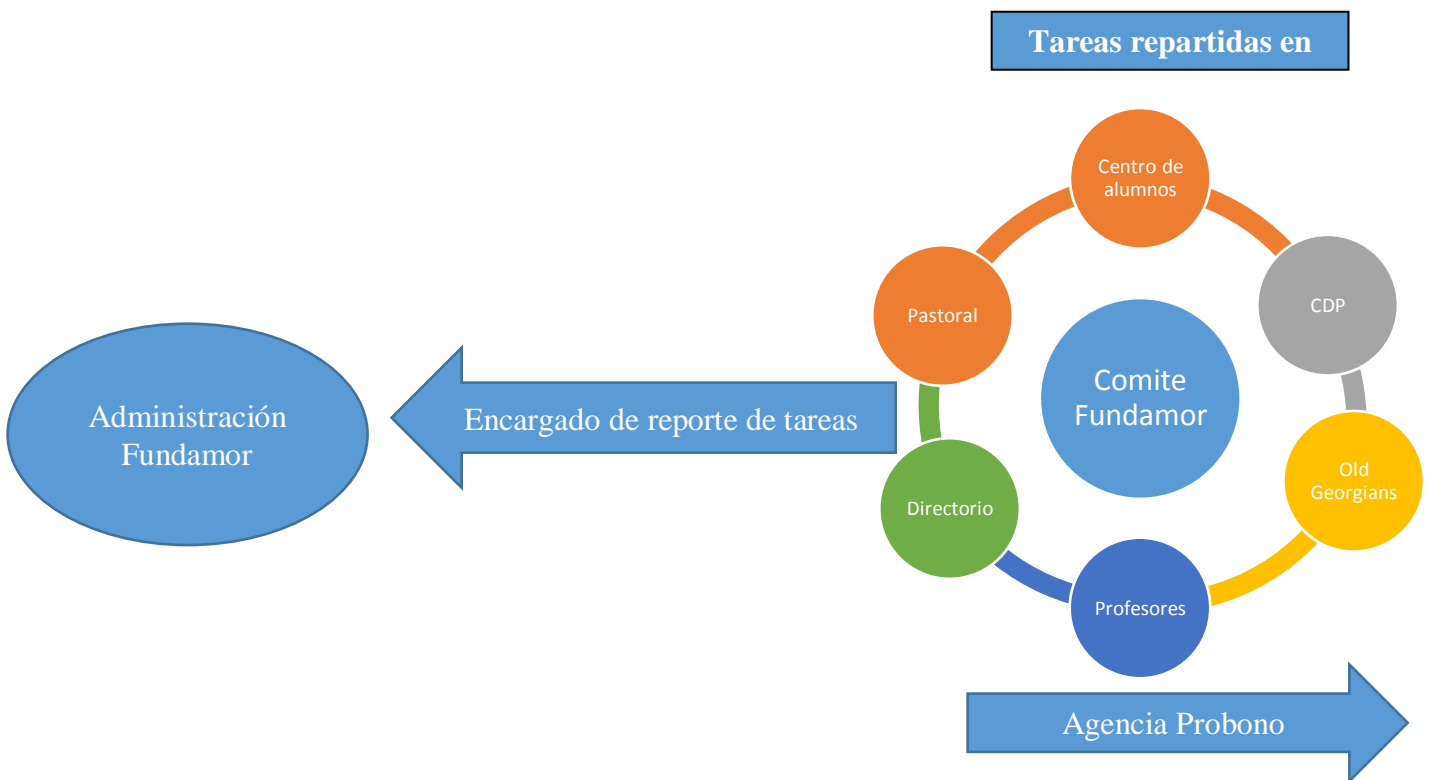 Tareas repartidas en
Centro de
alumnos
Pastoral
CDP
Comite
Fundamor
Administración
Fundamor
Encargado de reporte de tareas
Old
Georgians
Directorio
Profesores
Agencia Probono